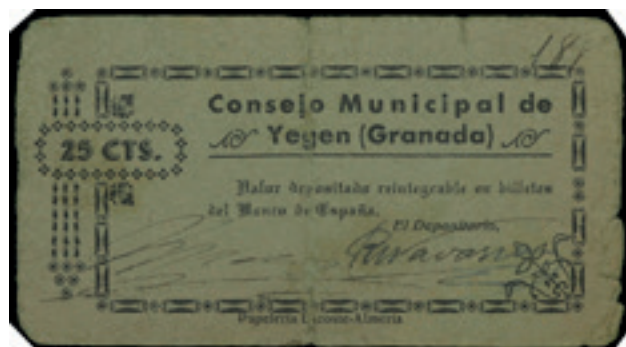 181
Consejo Municipal de
Yegen (Granada)
25 CTS.
Valor depositado reintegrable en billetes
del Banco de España.
El Depositario,
Papelería Almería